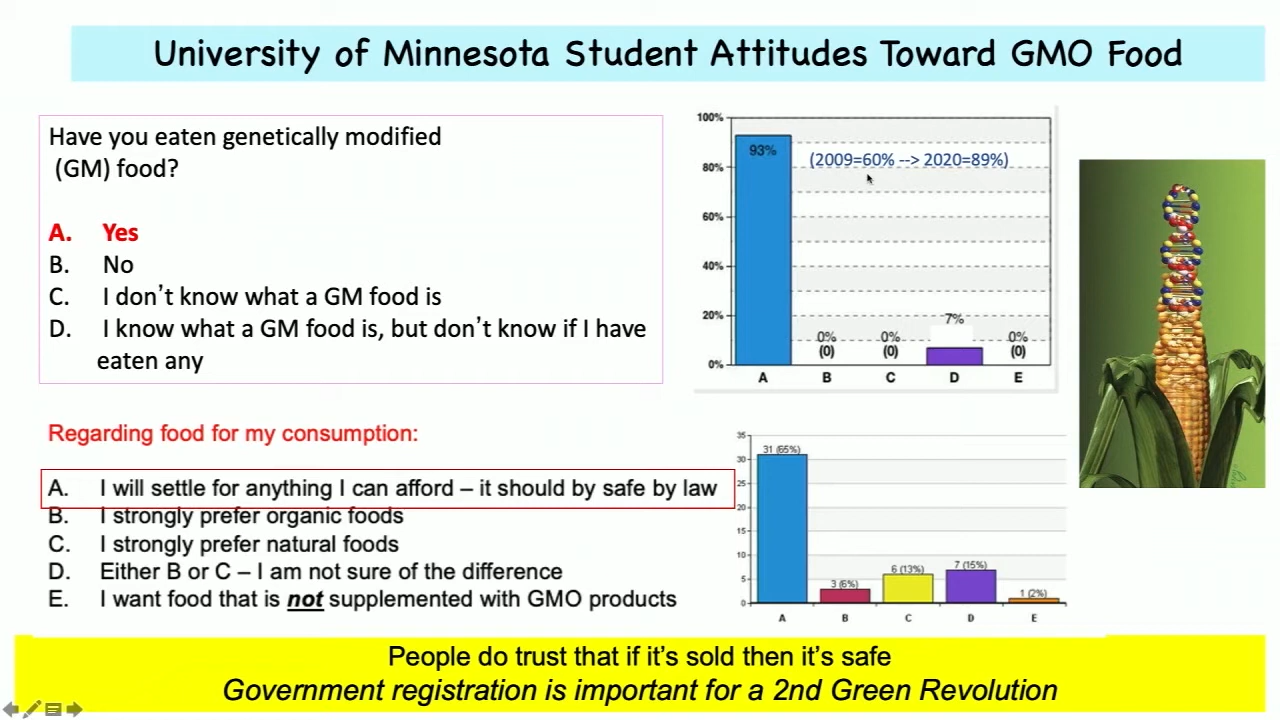 University of Minnesota Student Attitudes Toward GMO Food
Have you eaten genetically modified
(GM) food?
A. Yes
B. No
C. I don't know what a GM food is
D. I know what a GM food is, but don't know if I have
eaten any
100%
80%
60%
40%
20%
0%
93%
(2009=60% --> 2020=89%)
0%
(0)
0%
(0)
7%
0%
(0)
A B C D E
Regarding food for my consumption:
A. I will settle for anything I can afford – it should by safe by law
B. I strongly prefer organic foods
C. I strongly prefer natural foods
D. Either B or C – I am not sure of the difference
E. I want food that is not supplemented with GMO products
35
30
25
20
15
10
5
0
31 (65%)
3 (6%)
6 (13%)
7 (15%)
1 (2%)
A B C D E
People do trust that if it's sold then it's safe
Government registration is important for a 2nd Green Revolution